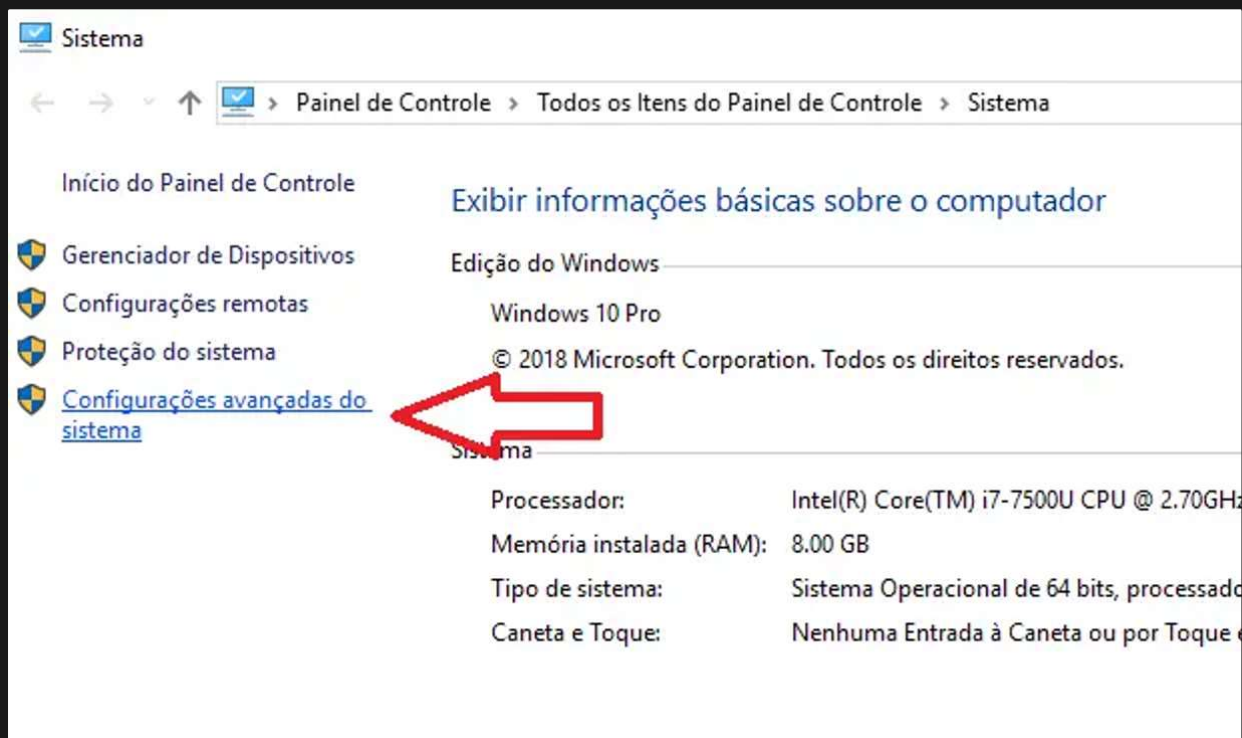 Sistema
Painel de Controle > Todos os Itens do Painel de Controle > Sistema
Início do Painel de Controle
Gerenciador de Dispositivos
Configurações remotas
Proteção do sistema
Configurações avançadas do
sistema
Exibir informações básicas sobre o computador
Edição do Windows
Windows 10 Pro
© 2018 Microsoft Corporation. Todos os direitos reservados.
Sistema
Processador: Intel(R) Core(TM) i7-7500U CPU @ 2.70GHz
Memória instalada (RAM): 8.00 GB
Tipo de sistema: Sistema Operacional de 64 bits, processado
Caneta e Toque: Nenhuma Entrada à Caneta ou por Toque